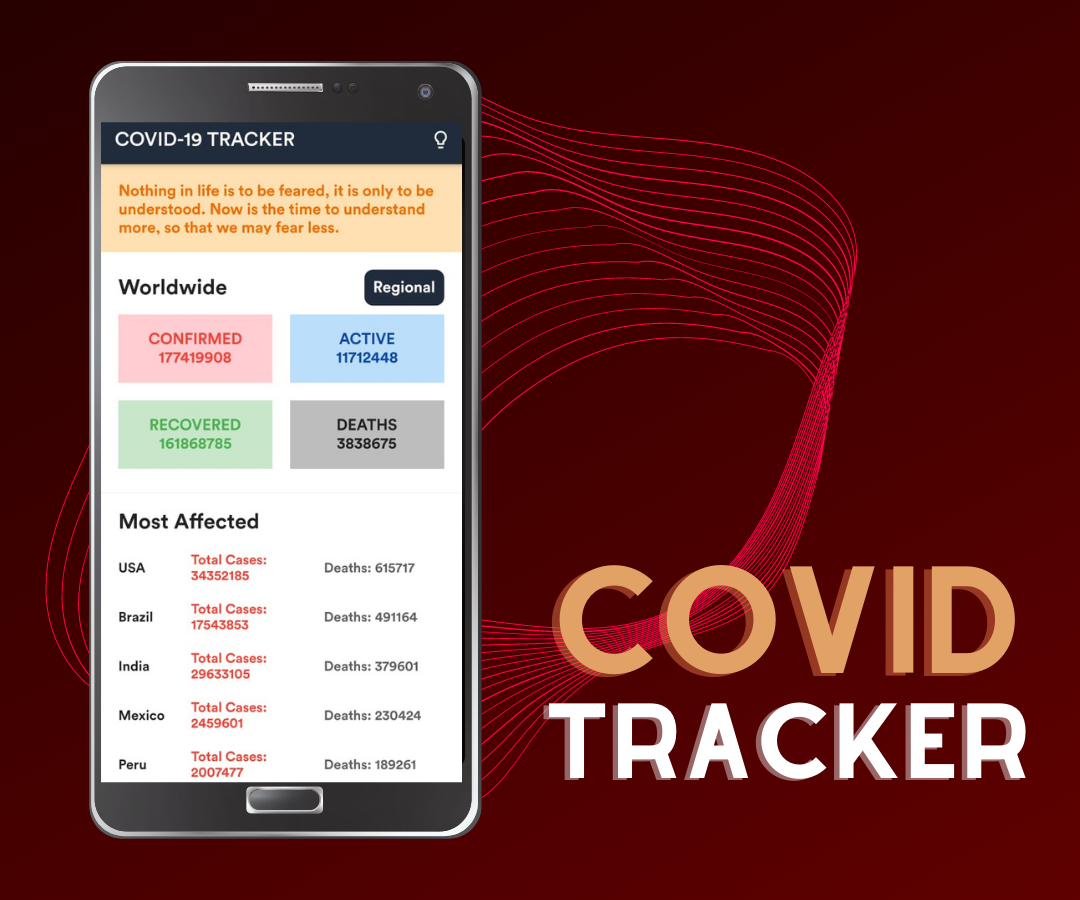 COVID-19 TRACKER
Nothing in life is to be feared, it is only to be
understood. Now is the time to understand
more, so that we may fear less.
Worldwide
Regional
CONFIRMED
177419908
ACTIVE
11712448
RECOVERED
161868785
DEATHS
3838675
Most Affected
USA
Total Cases:
34352185
Deaths: 615717
Brazil
Total Cases:
17543853
Deaths: 491164
India
Total Cases:
29633105
Deaths: 379601
Mexico
Total Cases:
2459601
Deaths: 230424
Peru
Total Cases:
2007477
Deaths: 189261
COVID
TRACKER